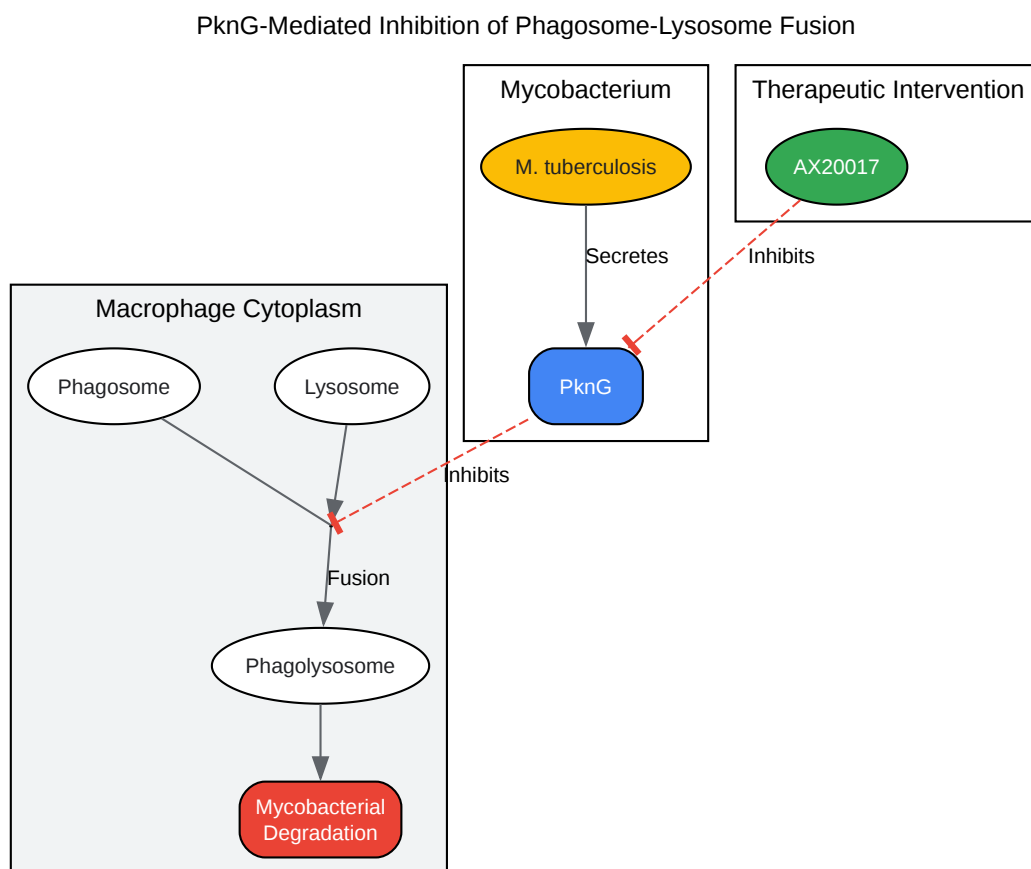 PknG-Mediated Inhibition of Phagosome-Lysosome Fusion
Mycobacterium
Therapeutic Intervention
M. tuberculosis
AX20017
Secretes
Inhibits
Macrophage Cytoplasm
Phagosome
Lysosome
PknG
Inhibits
Fusion
Phagolysosome
Mycobacterial
Degradation